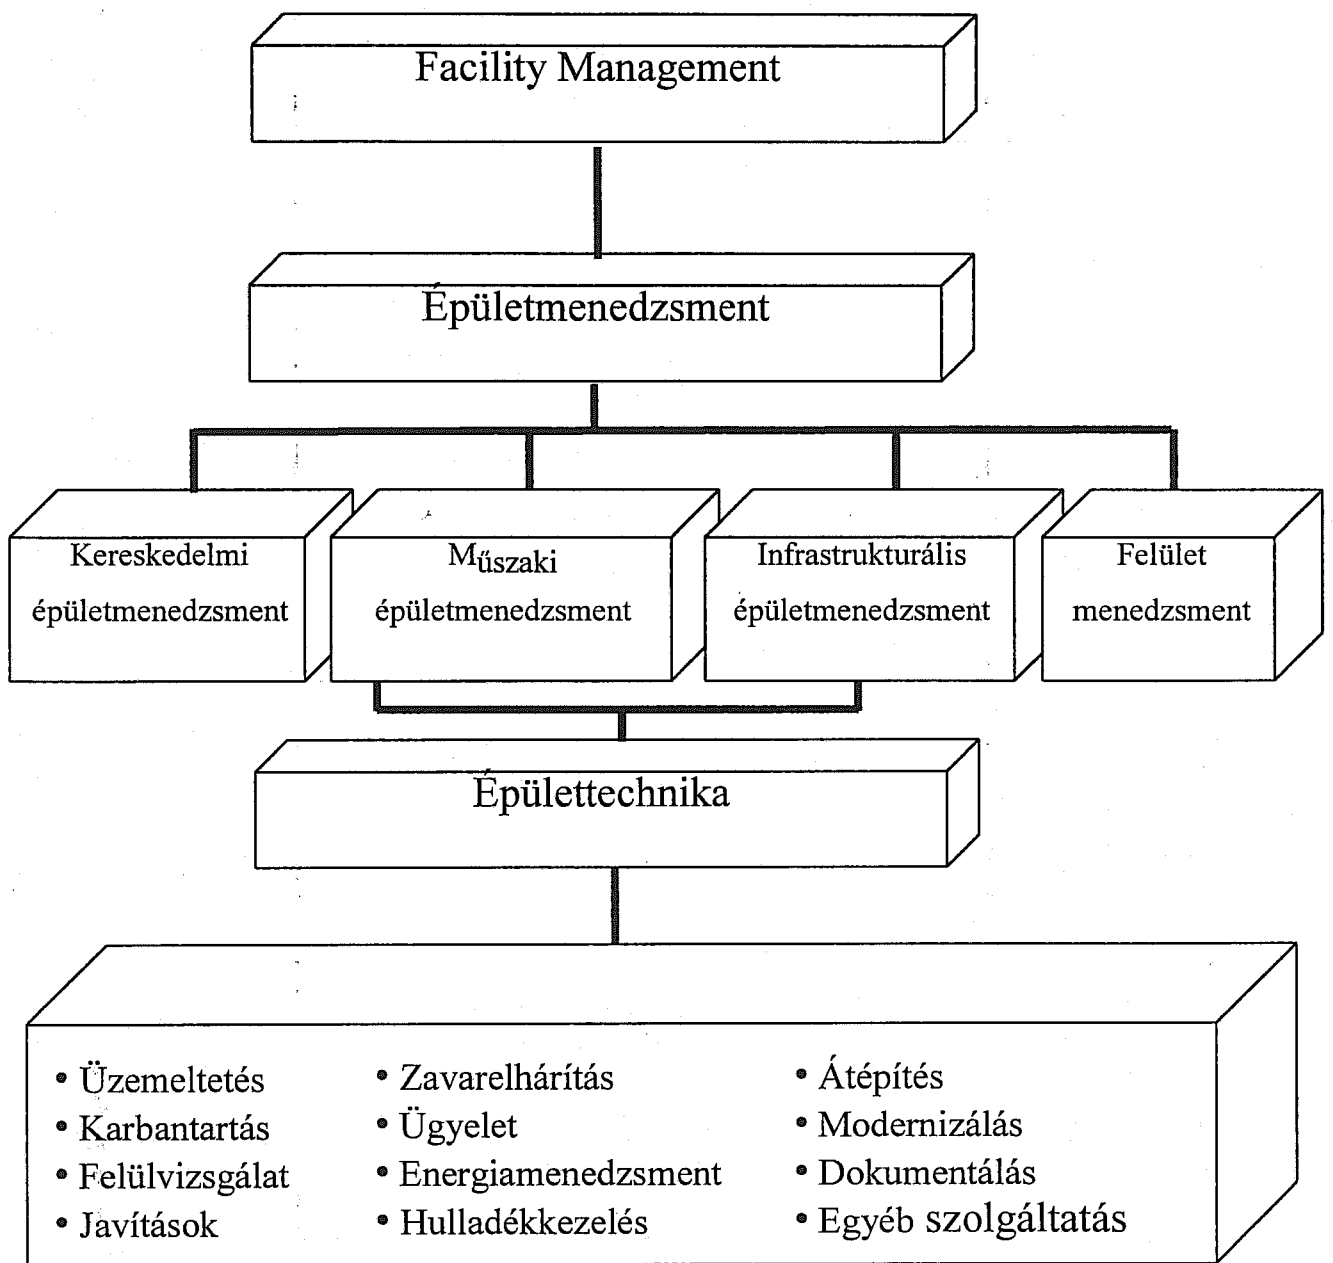 Facility Management
Épületmenedzsment
Kereskedelmi
épületmenedzsment
Műszaki
épületmenedzsment
Infrastrukturális
épületmenedzsment
Felület
menedzsment
Épülettechnika
• Üzemeltetés
• Karbantartás
• Felülvizsgálat
• Javítások
• Zavarelhárítás
• Ügyelet
• Energiamenedzsment
• Hulladékkezelés
• Átépítés
• Modernizálás
• Dokumentálás
• Egyéb szolgáltatás